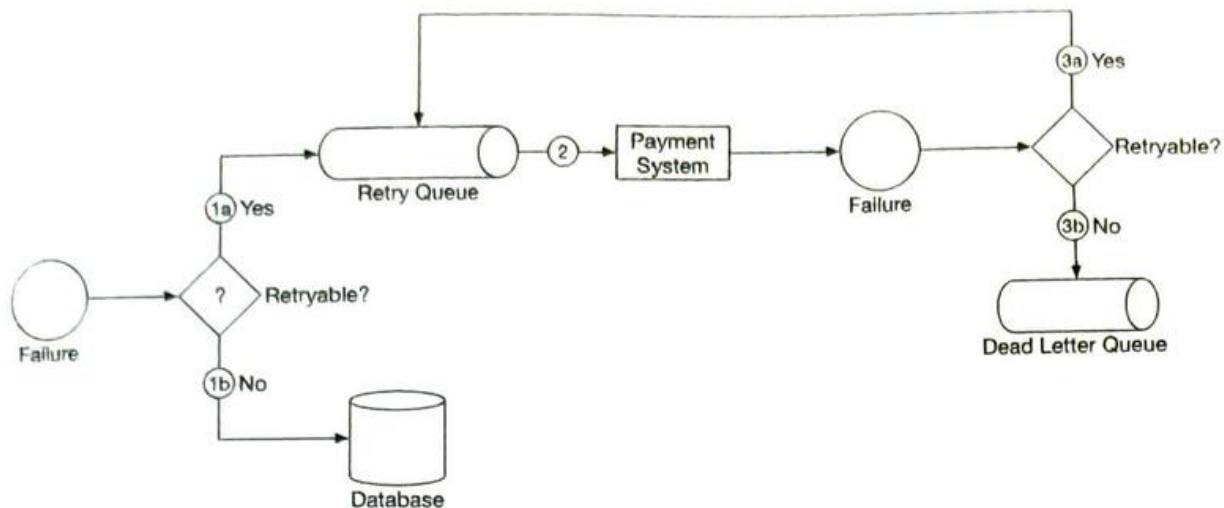 3a Yes
Retryable?
2
Payment
System
Retry Queue
Failure
3b No
1a Yes
? Retryable?
Failure
Dead Letter Queue
1b No
Database